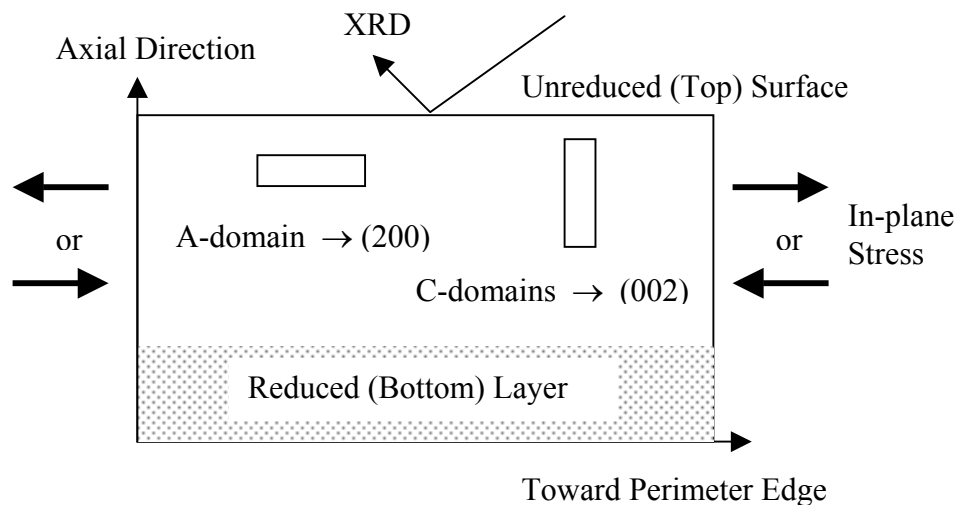 XRD
Axial Direction
Unreduced (Top) Surface
or
A-domain → (200)
or
In-plane
Stress
C-domains → (002)
Reduced (Bottom) Layer
Toward Perimeter Edge